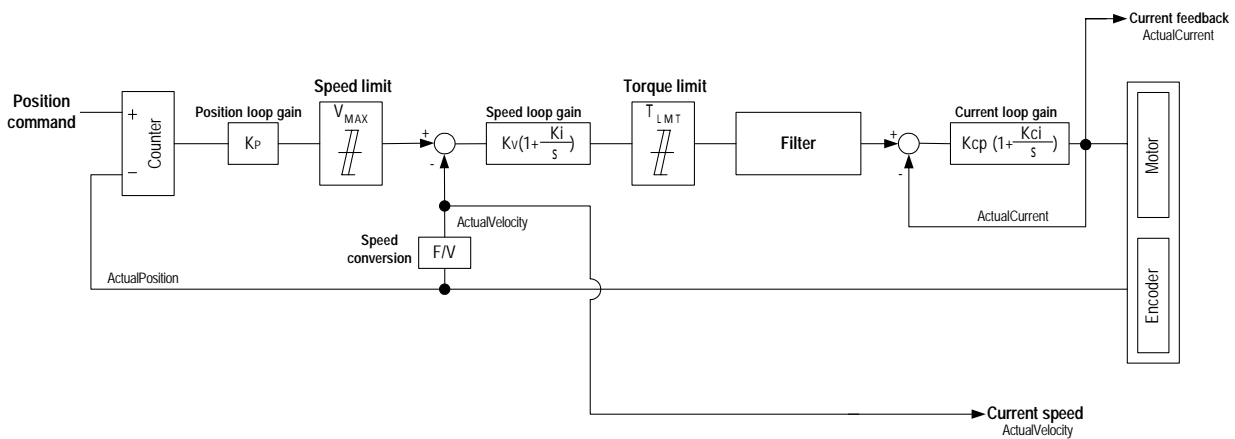 Current feedback
ActualCurrent
Speed limit
Torque limit
Position
command
+
−
Counter
Position loop gain
KP
VMAX
+
-
Speed loop gain
Kv(1+Ki/s)
TLMT
Filter
+
-
Current loop gain
Kcp (1+Kci/s)
Motor
ActualCurrent
ActualVelocity
Speed
conversion
F/V
ActualPosition
Encoder
Current speed
ActualVelocity